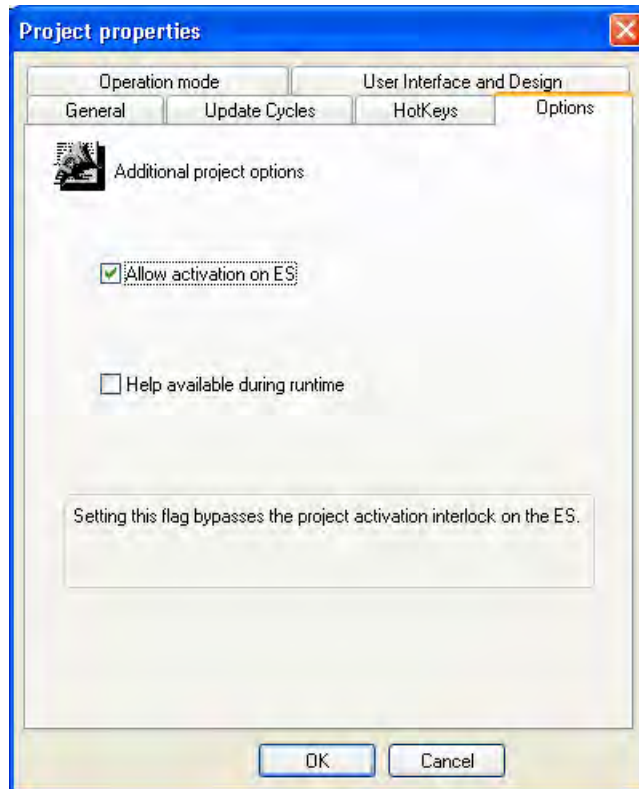 Project properties
Operation mode
User Interface and Design
General
Update Cycles
HotKeys
Options
Additional project options
Allow activation on ES
Help available during runtime
Setting this flag bypasses the project activation interlock on the ES.
OK
Cancel